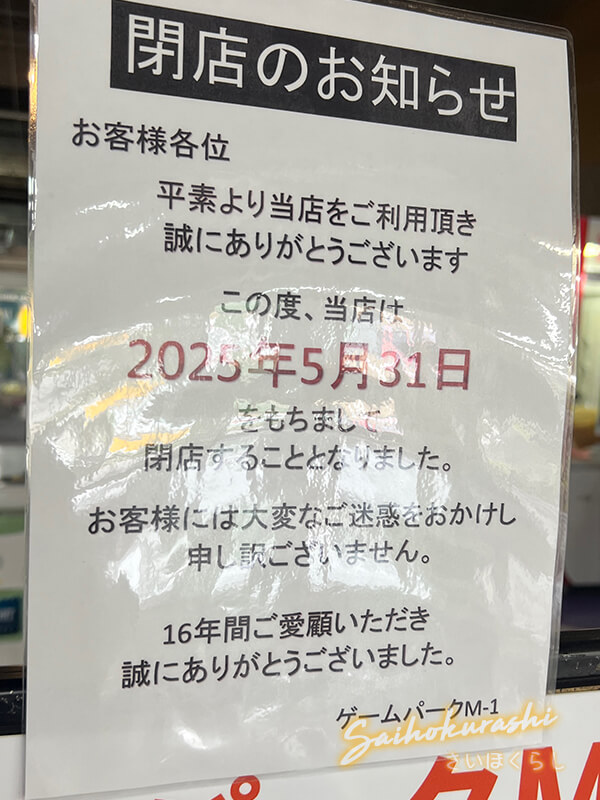 閉店のお知らせ
お客様各位
平素より当店をご利用頂き
誠にありがとうございます
この度、当店は
2025年5月31日
をもちまして
閉店することとなりました。
お客様には大変なご迷惑をおかけし
申し訳ございません。
16年間ご愛顧いただき
誠にありがとうございました。
ゲームパークM-1
Saihokurashi
さいほくらし